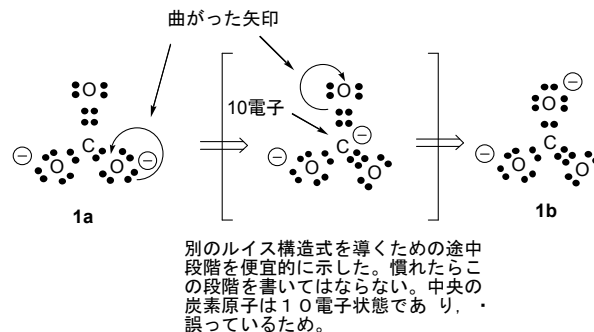 曲がった矢印
O
10電子
C
O
O
1a
O
C
O
O
O
C
O
O
1b
別のルイス構造式を導くための途中
段階を便宜的に示した。慣れたらこ
の段階を書いてはならない。中央の
炭素原子は１０電子状態であ り，・
誤っているため。